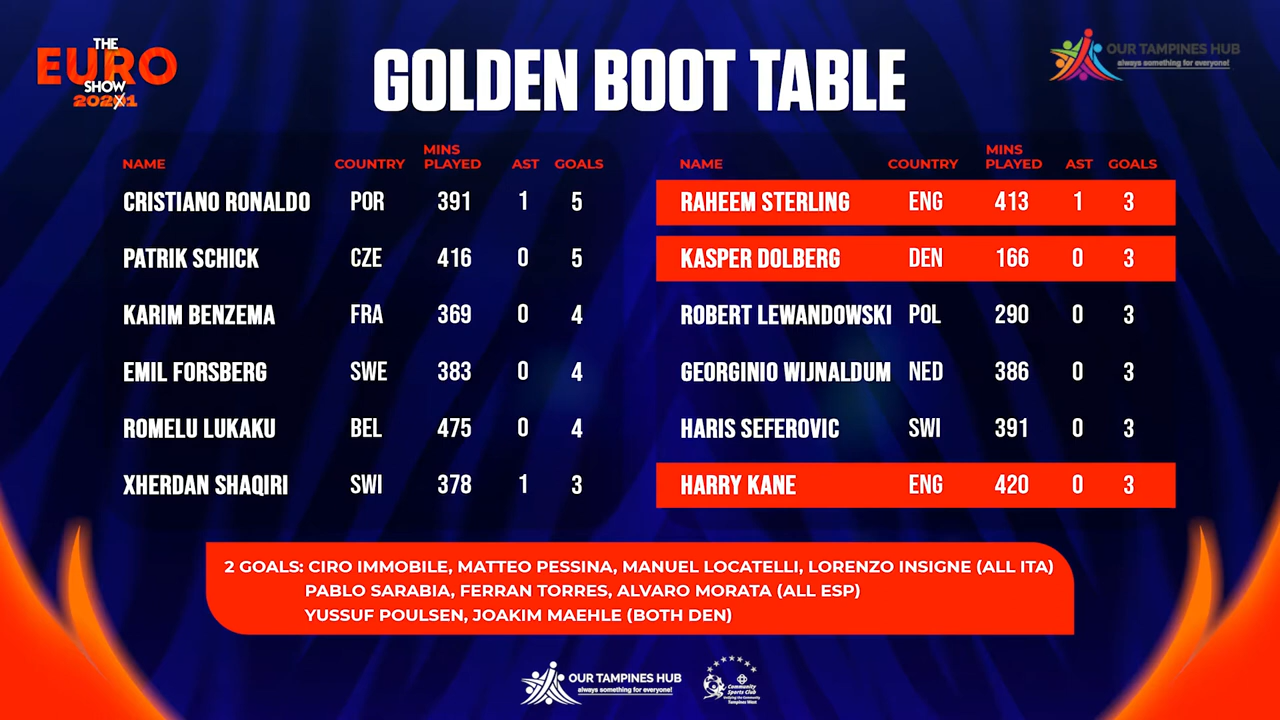 THE
EURO
SHOW
2021
GOLDEN BOOT TABLE
OUR TAMPINES HUB
always something for everyone!
NAME COUNTRY MINS PLAYED AST GOALS
CRISTIANO RONALDO POR 391 1 5
PATRIK SCHICK CZE 416 0 5
KARIM BENZEMA FRA 369 0 4
EMIL FORSBERG SWE 383 0 4
ROMELU LUKAKU BEL 475 0 4
XHERDAN SHAQIRI SWI 378 1 3
NAME COUNTRY MINS PLAYED AST GOALS
RAHEEM STERLING ENG 413 1 3
KASPER DOLBERG DEN 166 0 3
ROBERT LEWANDOWSKI POL 290 0 3
GEORGINIO WIJNALDUM NED 386 0 3
HARIS SEFEROVIC SWI 391 0 3
HARRY KANE ENG 420 0 3
2 GOALS: CIRO IMMOBILE, MATTEO PESSINA, MANUEL LOCATELLI, LORENZO INSIGNE (ALL ITA)
PABLO SARABIA, FERRAN TORRES, ALVARO MORATA (ALL ESP)
YUSSUF POULSEN, JOAKIM MAEHLE (BOTH DEN)
OUR TAMPINES HUB
always something for everyone!
Community
Sports Club
Tampines West